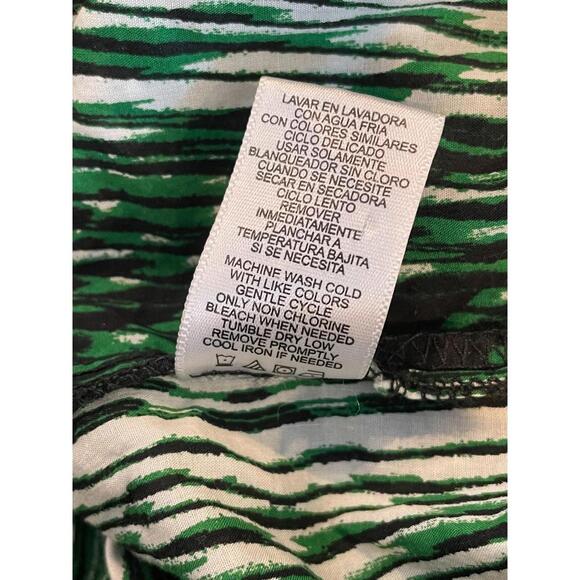 LAVAR EN LAVADORA
CON AGUA FRIA
CON COLORES SIMILARES
CICLO DELICADO
USAR SOLAMENTE
BLANQUEADOR SIN CLORO
CUANDO SE NECESITE
SECAR EN SECADORA
CICLO LENTO
REMOVER
INMEDIATAMENTE
PLANCHAR A
TEMPERATURA BAJITA
SI SE NECESITA
MACHINE WASH COLD
WITH LIKE COLORS
GENTLE CYCLE
ONLY NON CHLORINE
BLEACH WHEN NEEDED
TUMBLE DRY LOW
REMOVE PROMPTLY
COOL IRON IF NEEDED